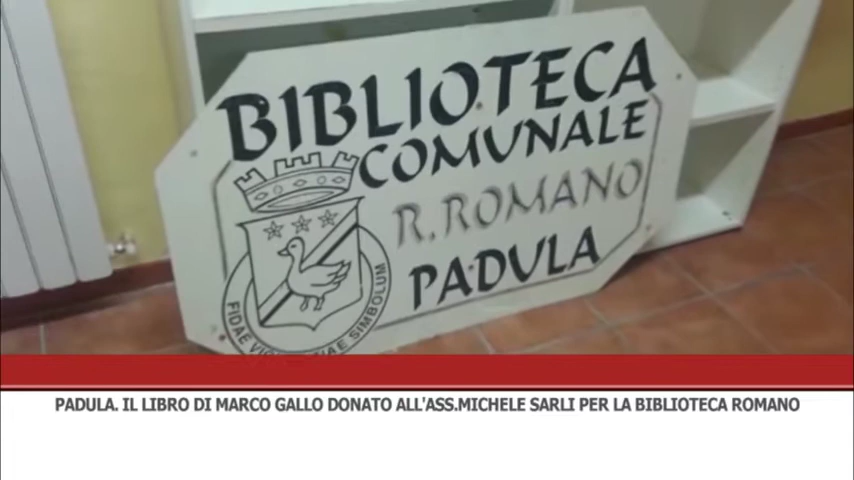 BIBLIOTECA
COMUNALE
R.ROMANO
PADULA
FIDAE SIMBOLUM
PADULA. IL LIBRO DI MARCO GALLO DONATO ALL'ASS.MICHELE SARLI PER LA BIBLIOTECA ROMANO